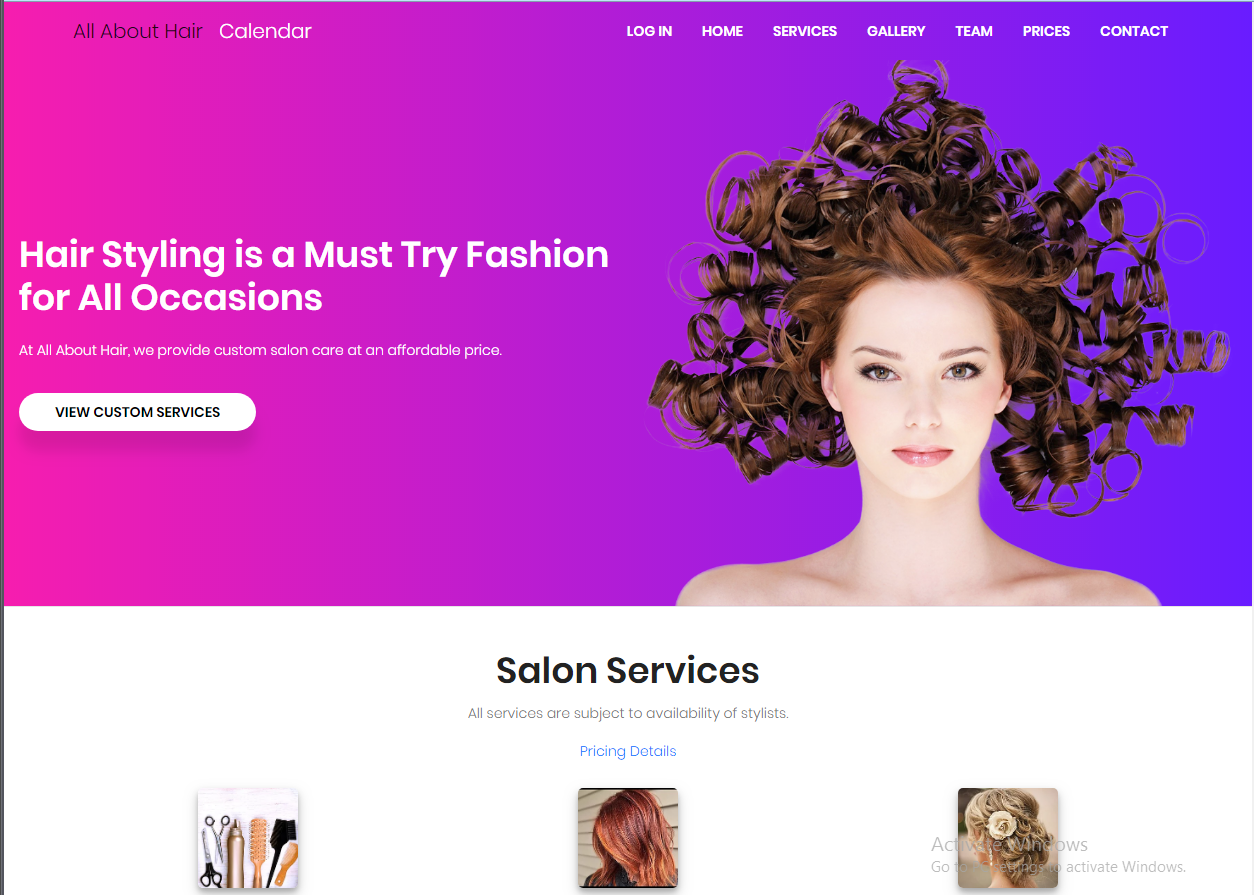 All About Hair Calendar LOG IN HOME SERVICES GALLERY TEAM PRICES CONTACT
Hair Styling is a Must Try Fashion
for All Occasions
At All About Hair, we provide custom salon care at an affordable price.
VIEW CUSTOM SERVICES
Salon Services
All services are subject to availability of stylists.
Pricing Details
Activate Windows
Go to Settings to activate Windows.